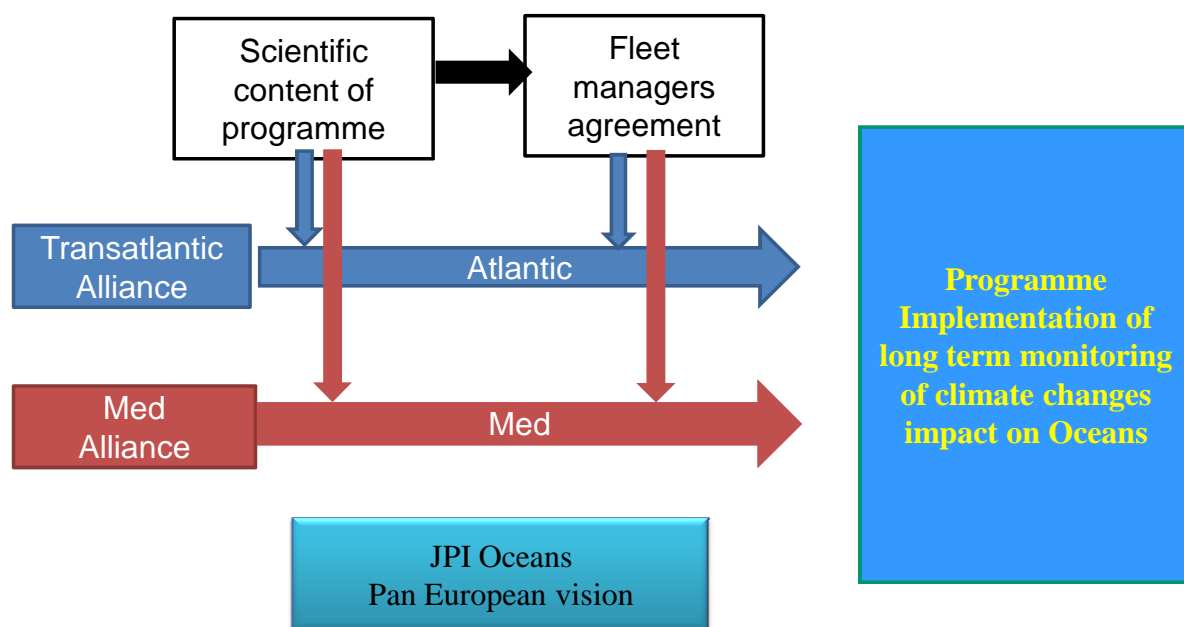 Scientific
content of
programme
Fleet
managers
agreement
Transatlantic
Alliance
Atlantic
Med
Alliance
Med
JPI Oceans
Pan European vision
Programme
Implementation of
long term monitoring
of climate changes
impact on Oceans